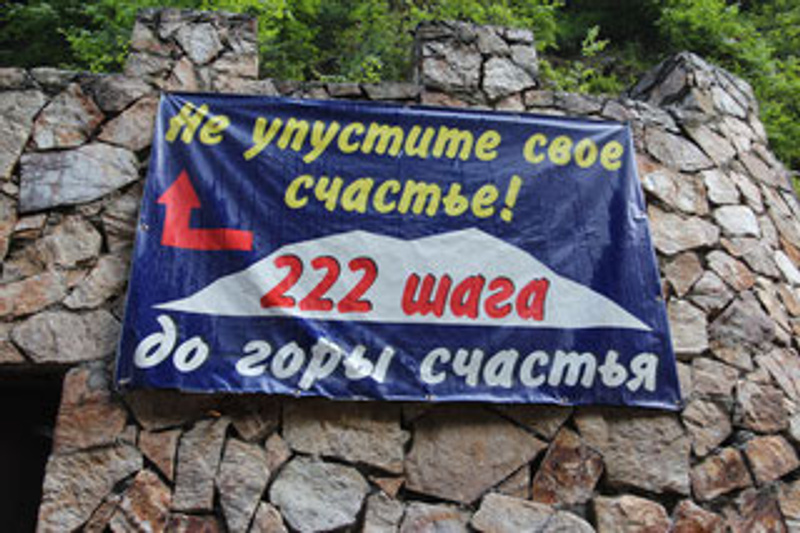 Не упустите свое
счастье!
222 шага
до горы счастья